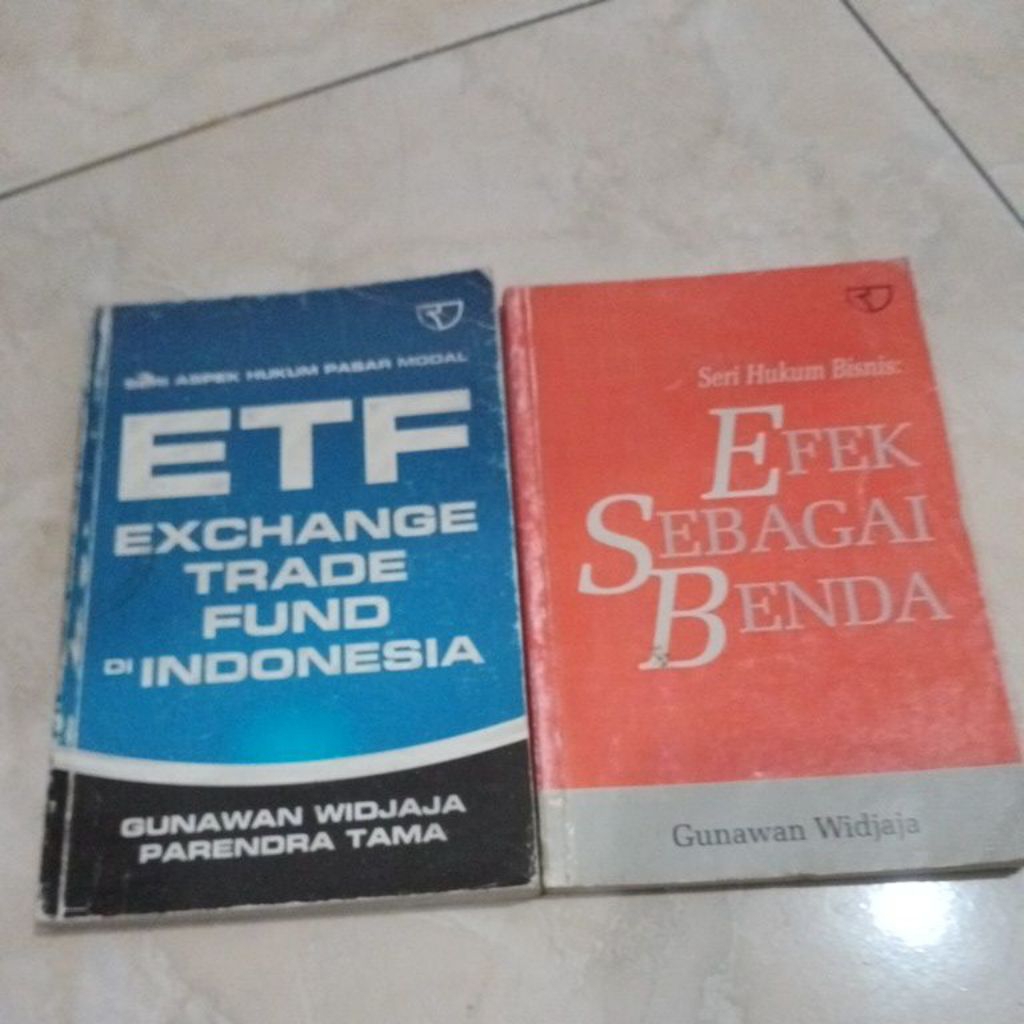 SERI ASPEK HUKUM PASAR MODAL
ETF
EXCHANGE
TRADE
FUND
DI INDONESIA
GUNAWAN WIDJAJA
PARENDRA TAMA
Seri Hukum Bisnis:
EFEK
SEBAGAI
BENDA
Gunawan Widjaja